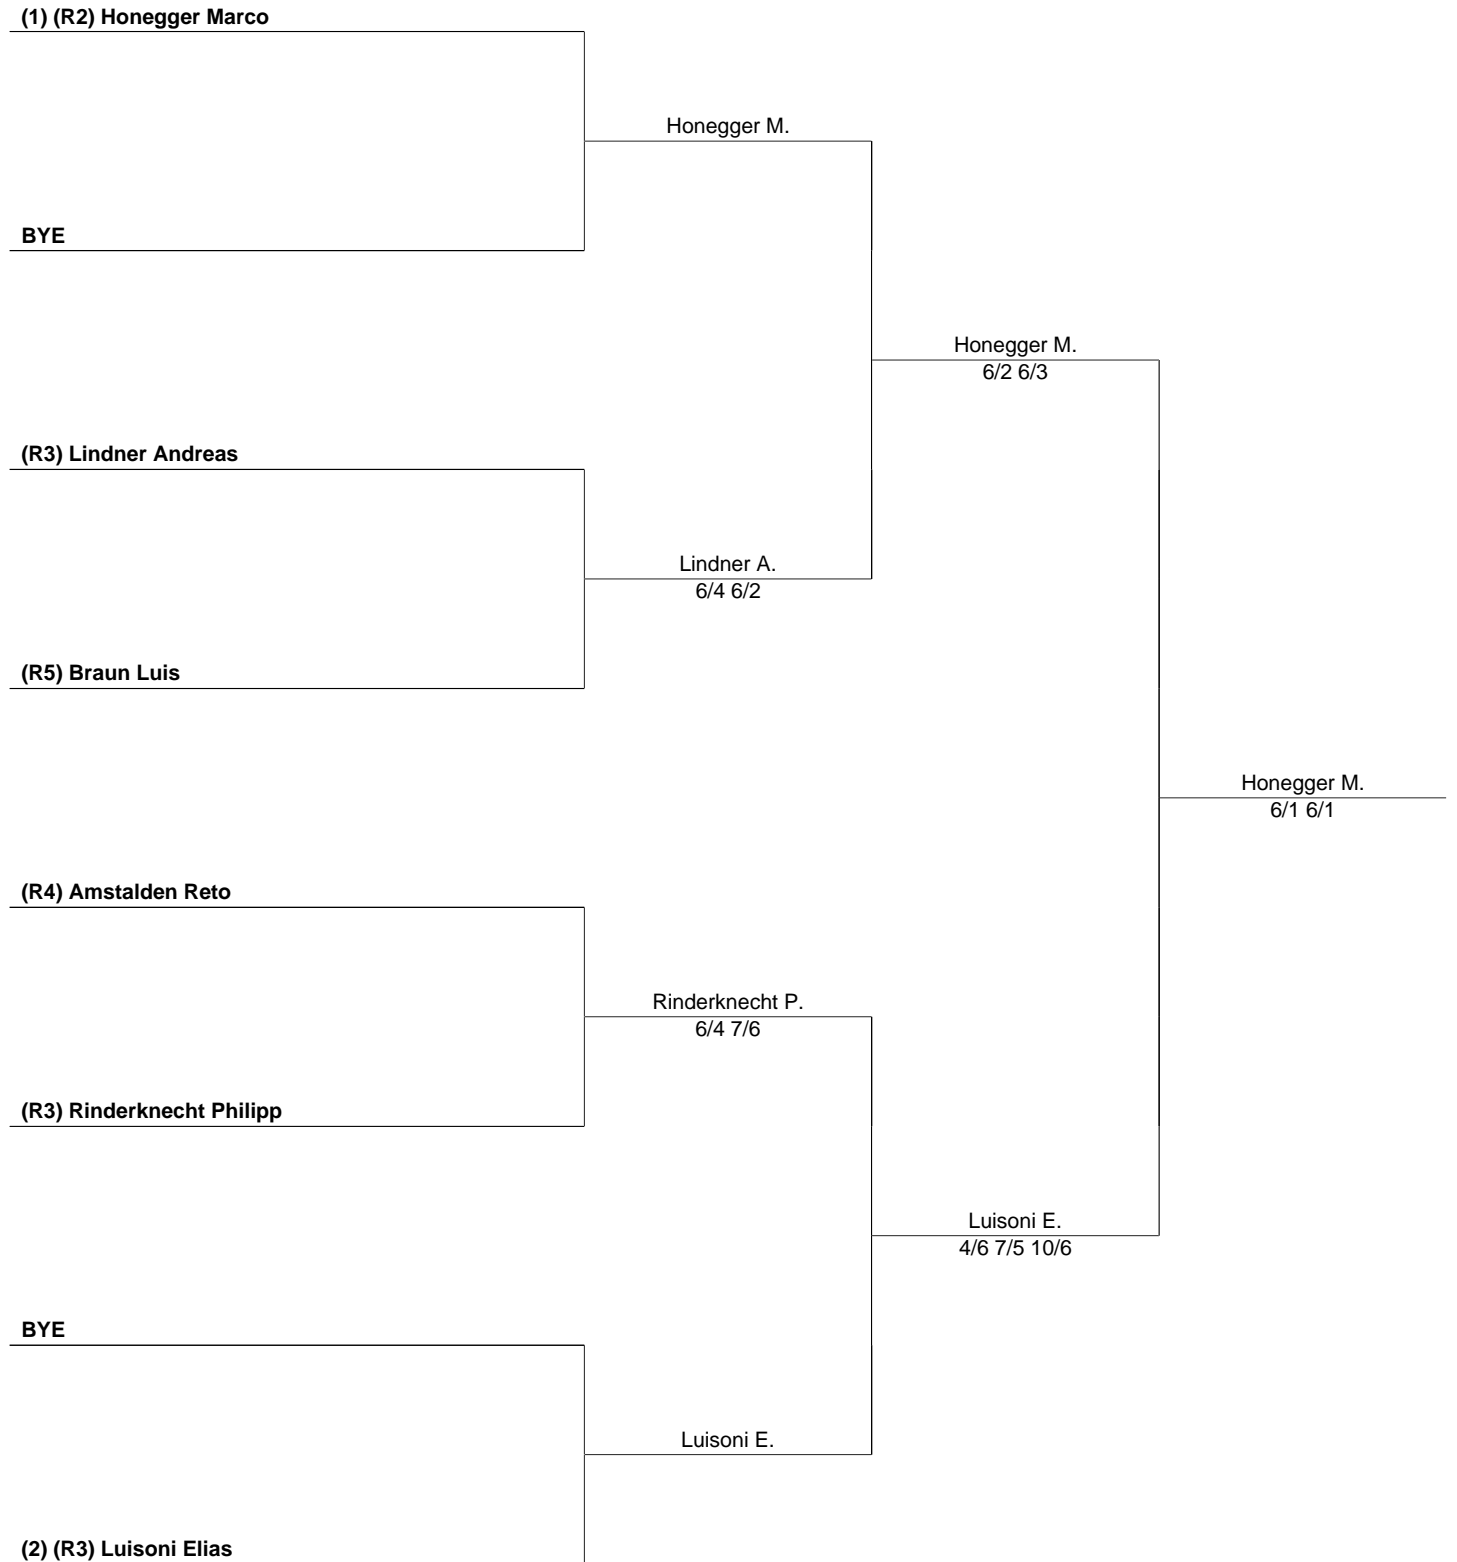 (1) (R2) Honegger Marco
Honegger M.
BYE
Honegger M.
6/2 6/3
(R3) Lindner Andreas
Lindner A.
6/4 6/2
(R5) Braun Luis
Honegger M.
6/1 6/1
(R4) Amstalden Reto
Rinderknecht P.
6/4 7/6
(R3) Rinderknecht Philipp
Luisoni E.
4/6 7/5 10/6
BYE
Luisoni E.
(2) (R3) Luisoni Elias